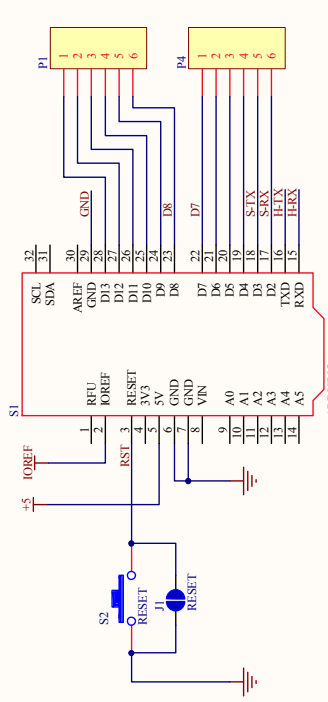 P1
1
2
3
4
5
6
P4
1
2
3
4
5
6
GND
D8
D7
S-TX
S-RX
H-TX
H-RX
32
31
30
29
28
27
26
25
24
23
22
21
20
19
18
17
16
15
SCL
SDA
AREF
GND
D13
D12
D11
D10
D9
D8
D7
D6
D5
D4
D3
D2
TXD
RXD
S1
RFU
IOREF
RESET
3V3
5V
GND
GND
VIN
A0
A1
A2
A3
A4
A5
1
2
3
4
5
6
7
8
9
10
11
12
13
14
IOREF
RST
+5
S2
RESET
J1
RESET